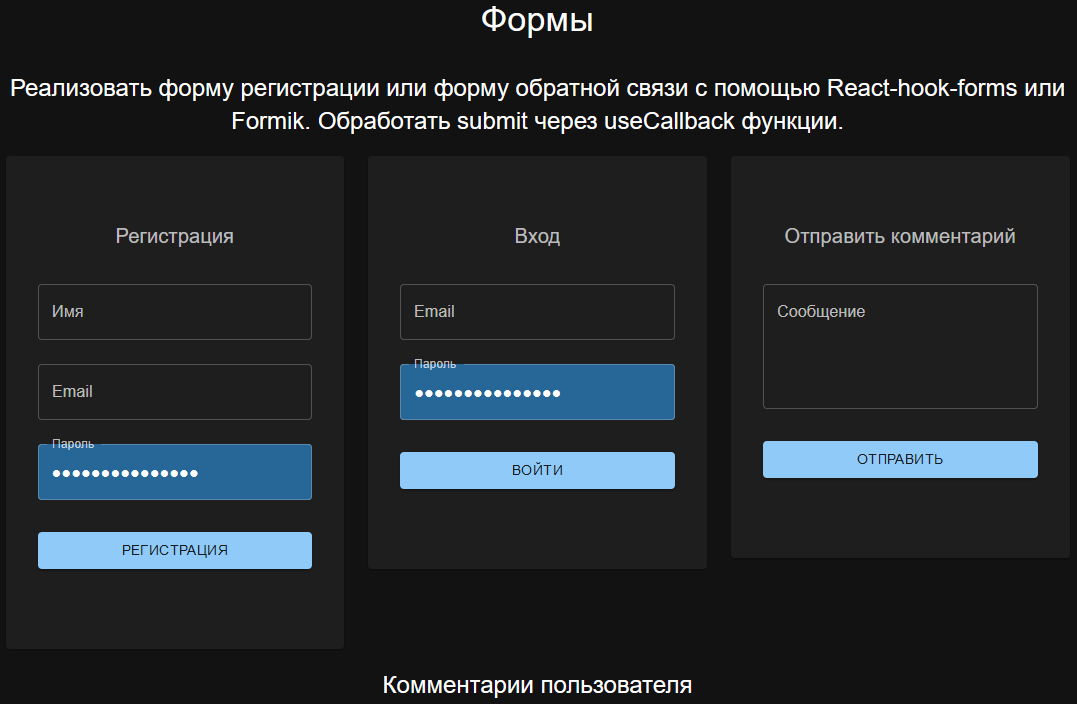 Формы
Реализовать форму регистрации или форму обратной связи с помощью React-hook-forms или
Formik. Обработать submit через useCallback функции.
Регистрация
Имя
Email
Пароль
•••••••••••••••
РЕГИСТРАЦИЯ
Вход
Email
Пароль
•••••••••••••••
ВОЙТИ
Отправить комментарий
Сообщение
ОТПРАВИТЬ
Комментарии пользователя